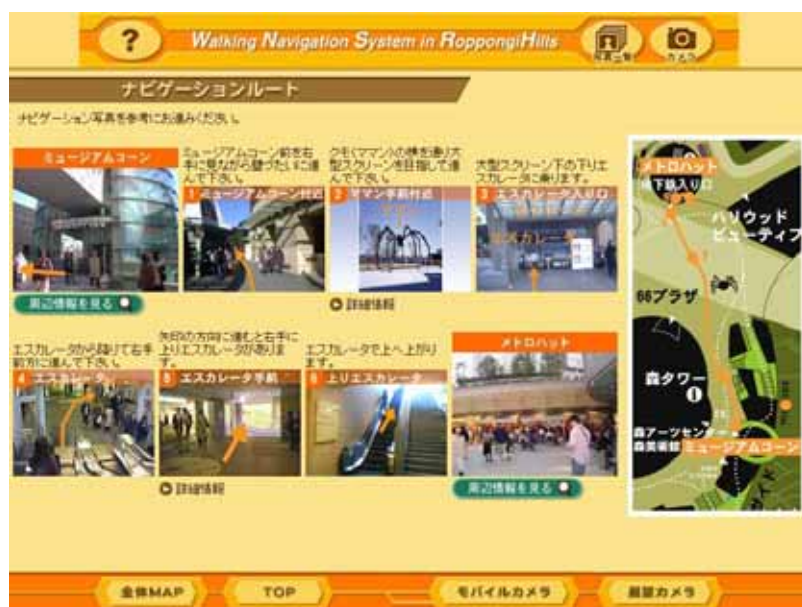 ?
Walking Navigation System in RoppongiHills
写真一覧
カメラ
ナビゲーションルート
ナビゲーション写真を参考にお進みください。
ミュージアムコーン
周辺情報を見る
ミュージアムコーン前を右
手に見ながら壁づたいに進
んで下さい。
1 ミュージアムコーン付近
クモ(ママン)の横を通り大
型スクリーンを目指して進
んで下さい。
2 ママン手前付近
ママン
詳細情報
大型スクリーン下の下りエ
スカレータに乗ります。
3 エスカレータ入り口
エスカレータ
エスカレータから降りて右手
前方に進んで下さい。
4 エスカレータ
矢印の方向に進むと右手に
上りエスカレータがありま
す。
5 エスカレータ手前
詳細情報
エスカレータで上へ上がり
ます。
6 上りエスカレータ
メトロハット
周辺情報を見る
メトロハット
地下鉄入り口
ハリウッド
ビューティフ
66プラザ
森タワー
森アーツセンター
森美術館
ミュージアムコーン
全体MAP
TOP
モバイルカメラ
展望カメラ